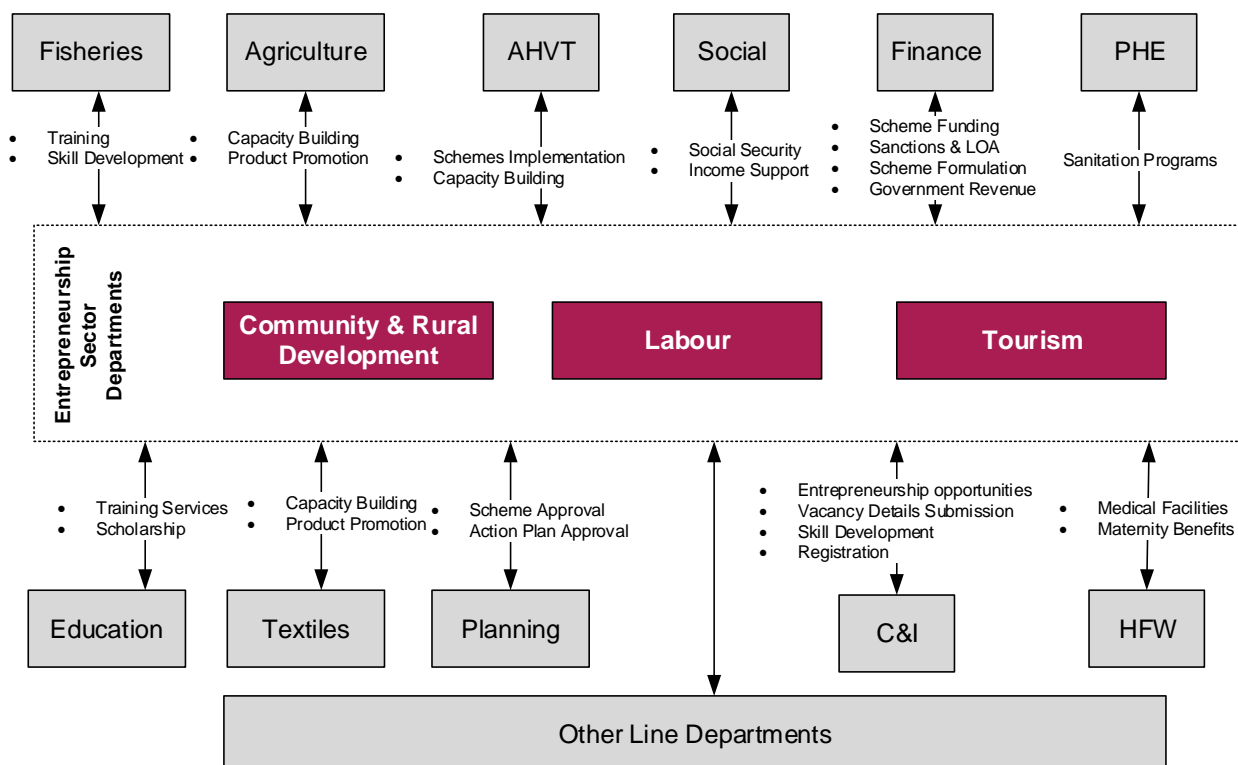 Fisheries
Agriculture
AHVT
Social
Finance
PHE
• Training
• Skill Development
• Capacity Building
• Product Promotion
• Schemes Implementation
• Capacity Building
• Social Security
• Income Support
• Scheme Funding
• Sanctions & LOA
• Scheme Formulation
• Government Revenue
Sanitation Programs
Entrepreneurship
Sector
Departments
Community & Rural
Development
Labour
Tourism
• Training Services
• Scholarship
• Capacity Building
• Product Promotion
• Scheme Approval
• Action Plan Approval
• Entrepreneurship opportunities
• Vacancy Details Submission
• Skill Development
• Registration
• Medical Facilities
• Maternity Benefits
Education
Textiles
Planning
C&I
HFW
Other Line Departments